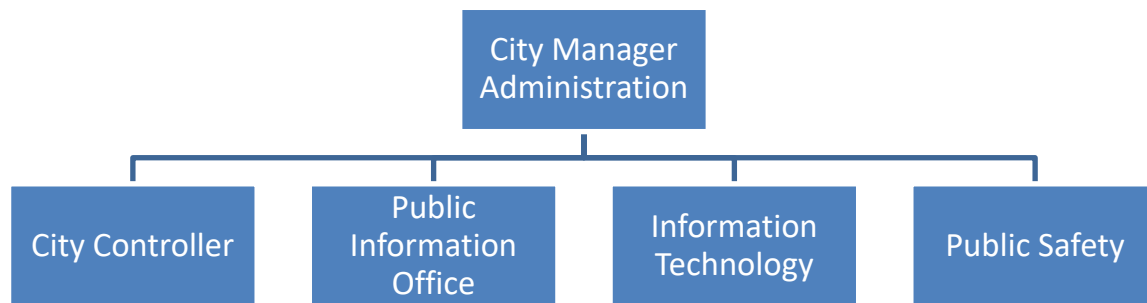 City Manager
Administration
City Controller
Public
Information
Office
Information
Technology
Public Safety